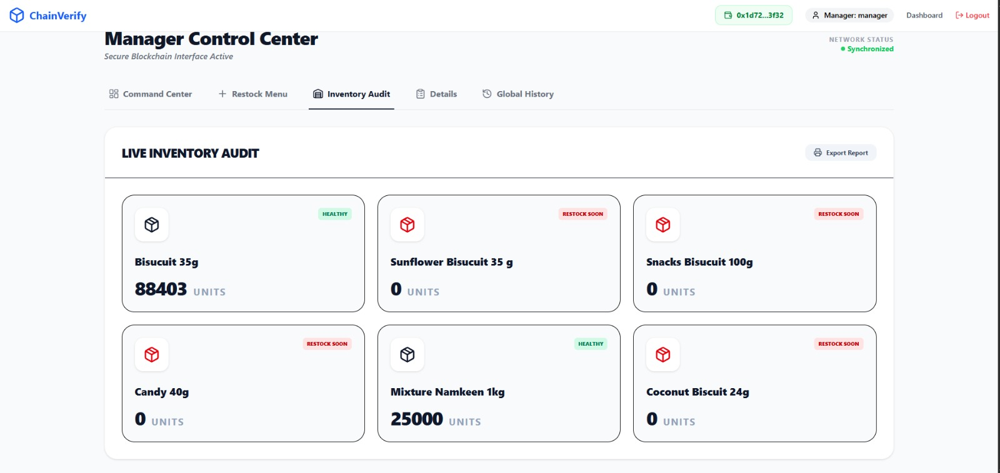 ChainVerify
0x1d72...3f32
Manager: manager
Dashboard
Logout
Manager Control Center
Secure Blockchain Interface Active
NETWORK STATUS
Synchronized
Command Center
Restock Menu
Inventory Audit
Details
Global History
LIVE INVENTORY AUDIT
Export Report
HEALTHY
Bisucuit 35g
88403 UNITS
RESTOCK SOON
Sunflower Bisucuit 35 g
0 UNITS
RESTOCK SOON
Snacks Bisucuit 100g
0 UNITS
RESTOCK SOON
Candy 40g
0 UNITS
HEALTHY
Mixture Namkeen 1kg
25000 UNITS
RESTOCK SOON
Coconut Biscuit 24g
0 UNITS